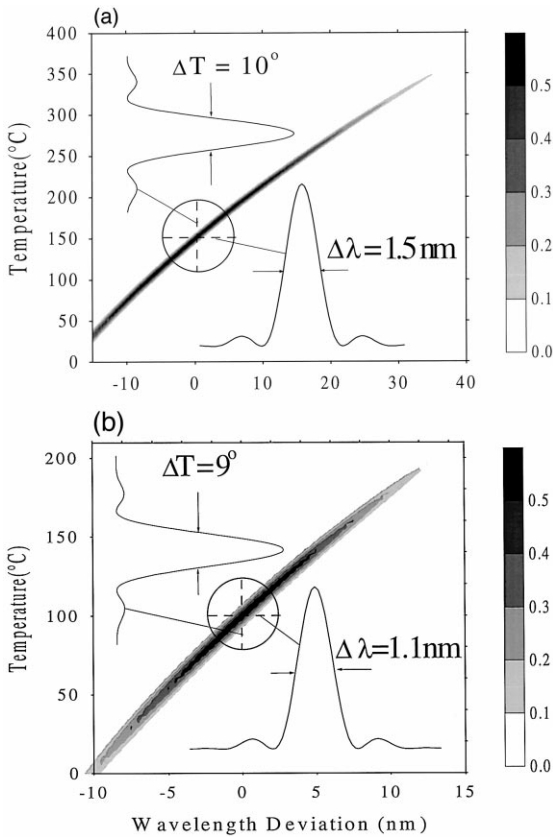 (a)
400
350
300
250
200
150
100
50
0
Temperature(°C)
ΔT = 10°
Δλ=1.5nm
-10 0 10 20 30 40
0.5
0.4
0.3
0.2
0.1
0.0
(b)
200
150
100
50
0
Temperature(°C)
ΔT=9°
Δλ=1.1nm
-10 -5 0 5 10 15
Wavelength Deviation (nm)
0.5
0.4
0.3
0.2
0.1
0.0